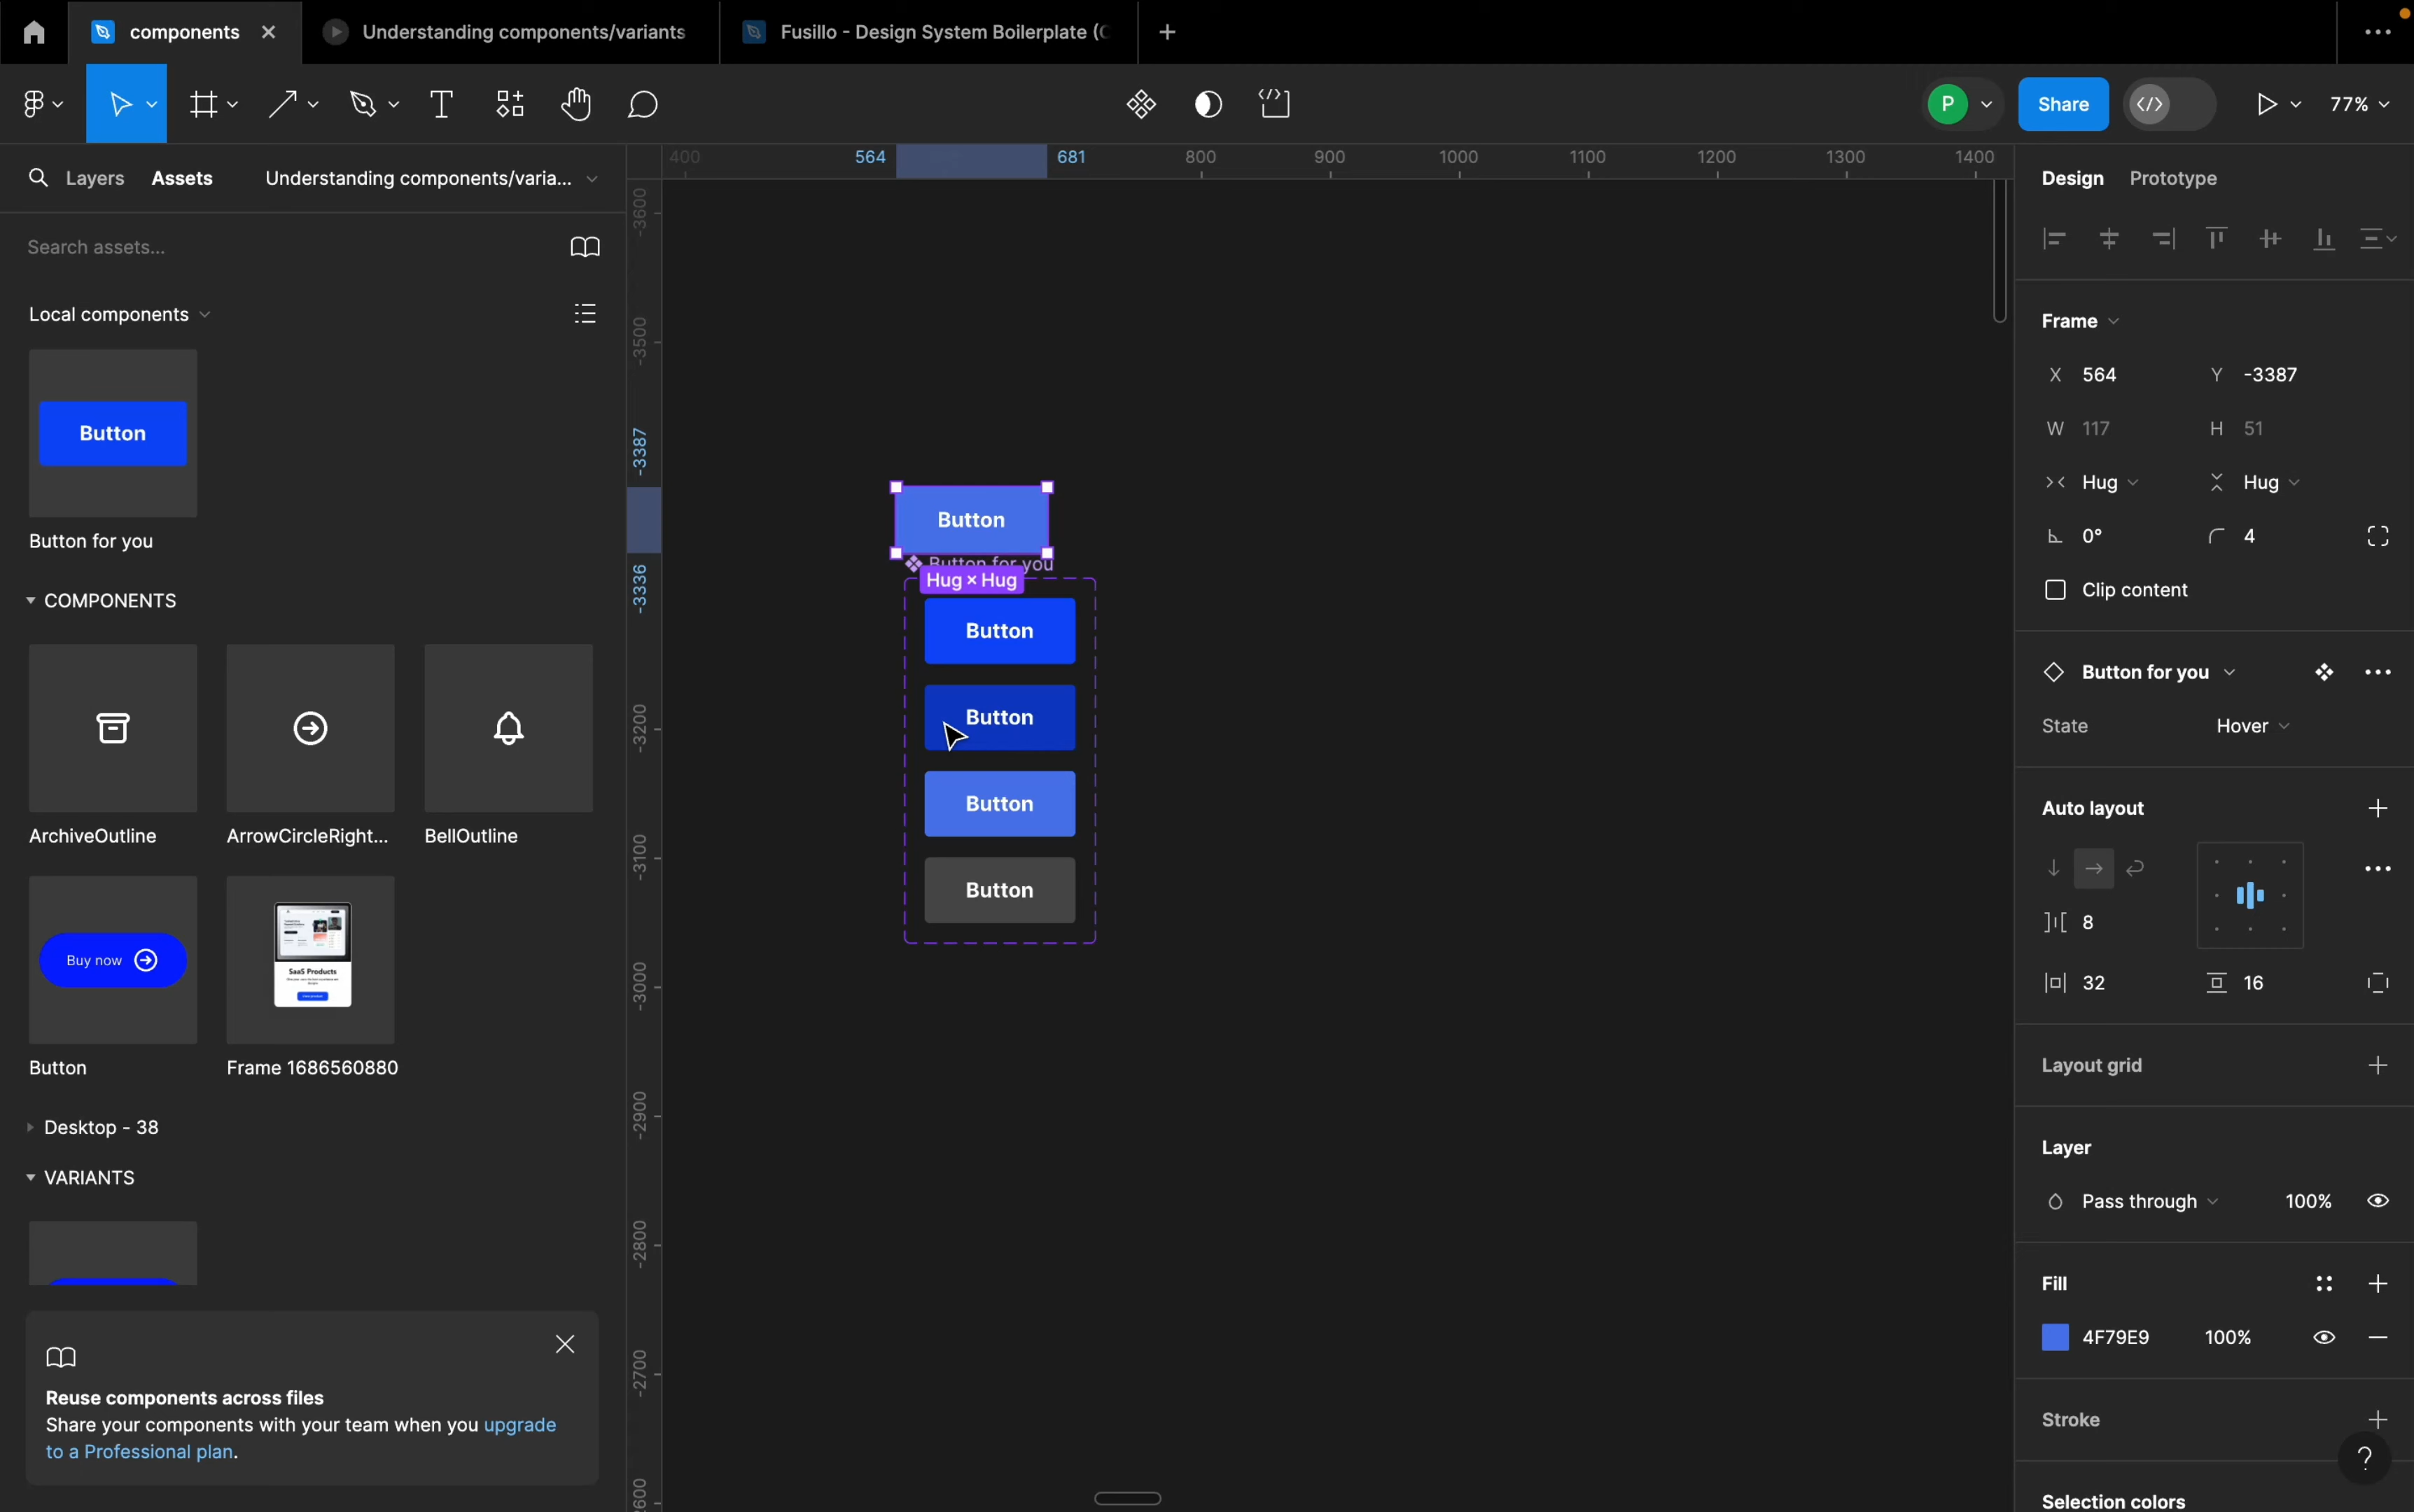 components
Understanding components/variants
Fusillo - Design System Boilerplate (
Share
77%
P
Layers
Assets
Understanding components/varia...
Search assets...
Local components
Button
Button for you
COMPONENTS
ArchiveOutline
ArrowCircleRight...
BellOutline
Buy now
SaaS Products
Button
Frame 1686560880
Desktop - 38
VARIANTS
Reuse components across files
Share your components with your team when you upgrade
to a Professional plan.
400
564
681
800
900
1000
1100
1200
1300
1400
-3600
-3500
-3387
-3336
-3200
-3100
-3000
-2900
-2800
-2700
Button
Button for you
Hug × Hug
Button
Button
Button
Button
Design
Prototype
Frame
X 564
Y -3387
W 117
H 51
Hug
Hug
0°
4
Clip content
Button for you
State
Hover
Auto layout
8
32
16
Layout grid
Layer
Pass through
100%
Fill
4F79E9
100%
Stroke
?
Selection colors